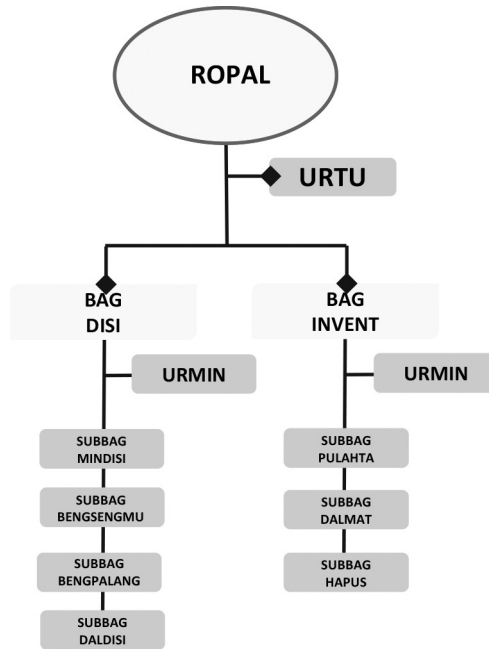 ROPAL
URTU
BAG
DISI
URMIN
SUBBAG
MINDISI
SUBBAG
BENGSENGMU
SUBBAG
BENGPALANG
SUBBAG
DALDISI
BAG
INVENT
URMIN
SUBBAG
PULAHTA
SUBBAG
DALMAT
SUBBAG
HAPUS